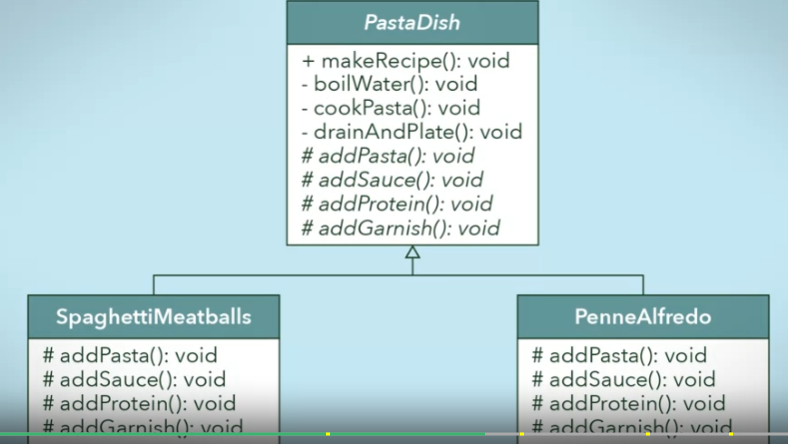 PastaDish
+ makeRecipe(): void
- boilWater(): void
- cookPasta(): void
- drainAndPlate(): void
# addPasta(): void
# addSauce(): void
# addProtein(): void
# addGarnish(): void
SpaghettiMeatballs
# addPasta(): void
# addSauce(): void
# addProtein(): void
# addGarnish(): void
PenneAlfredo
# addPasta(): void
# addSauce(): void
# addProtein(): void
# addGarnish(): void